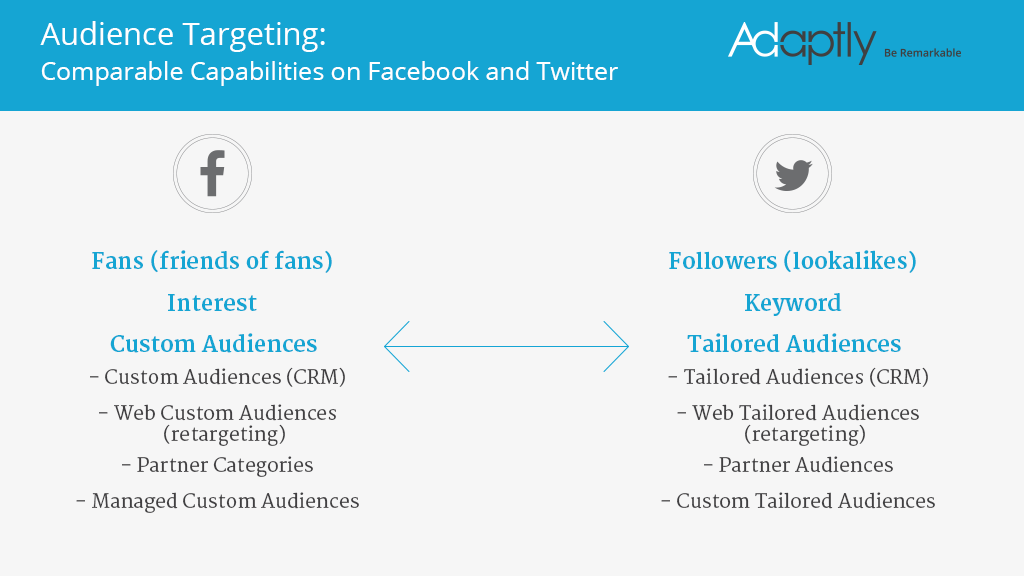 Audience Targeting:
Comparable Capabilities on Facebook and Twitter
Adaptly Be Remarkable
Fans (friends of fans)
Interest
Custom Audiences
- Custom Audiences (CRM)
- Web Custom Audiences
(retargeting)
- Partner Categories
- Managed Custom Audiences
Followers (lookalikes)
Keyword
Tailored Audiences
- Tailored Audiences (CRM)
- Web Tailored Audiences
(retargeting)
- Partner Audiences
- Custom Tailored Audiences